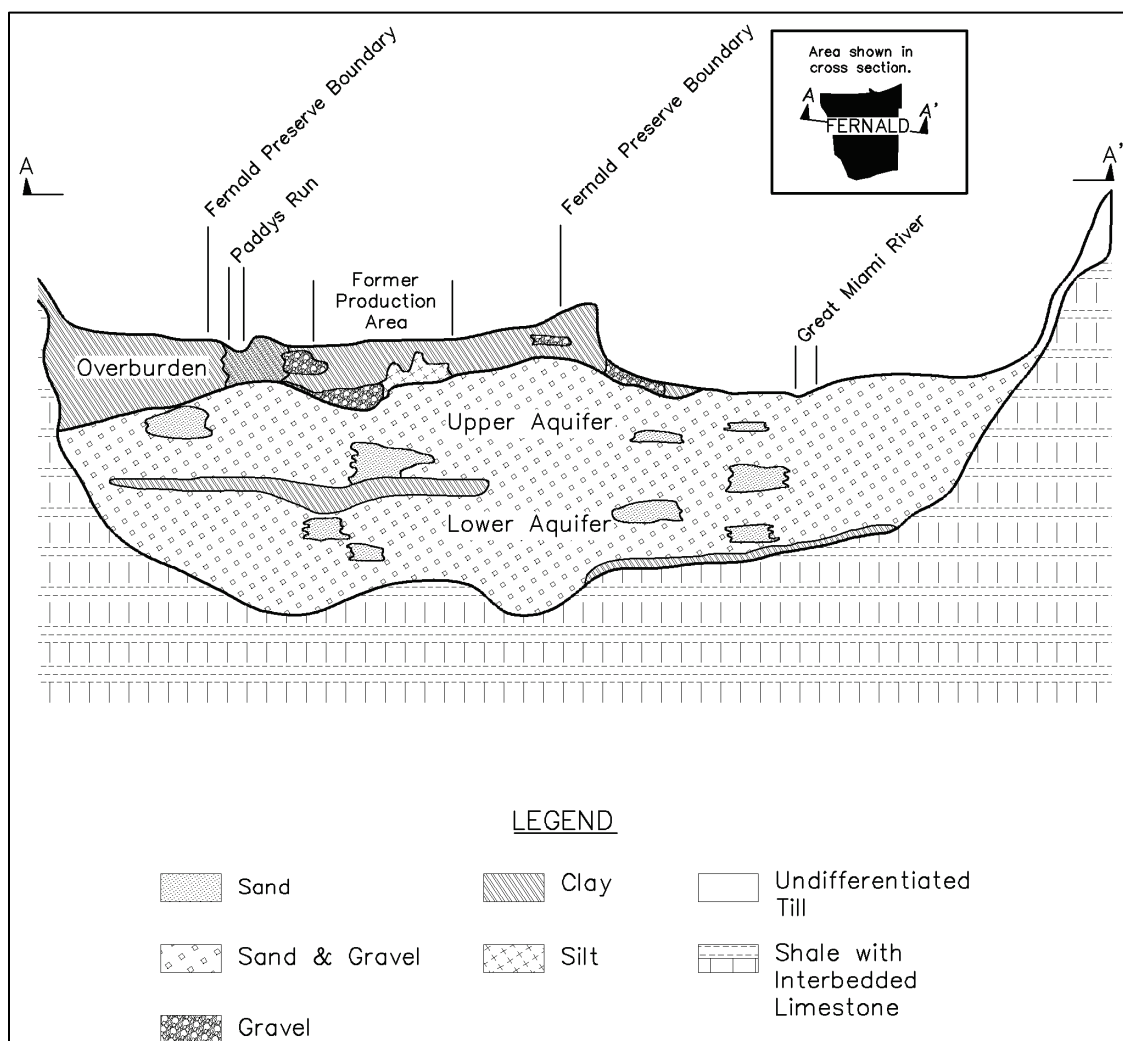 Fernald Preserve Boundary
Paddys Run
Fernald Preserve Boundary
Area shown in
cross section.
A
A'
FERNALD
A
A'
Great Miami River
Former
Production
Area
Overburden
Upper Aquifer
Lower Aquifer
LEGEND
Sand
Clay
Undifferentiated
Till
Sand & Gravel
Silt
Shale with
Interbedded
Limestone
Gravel